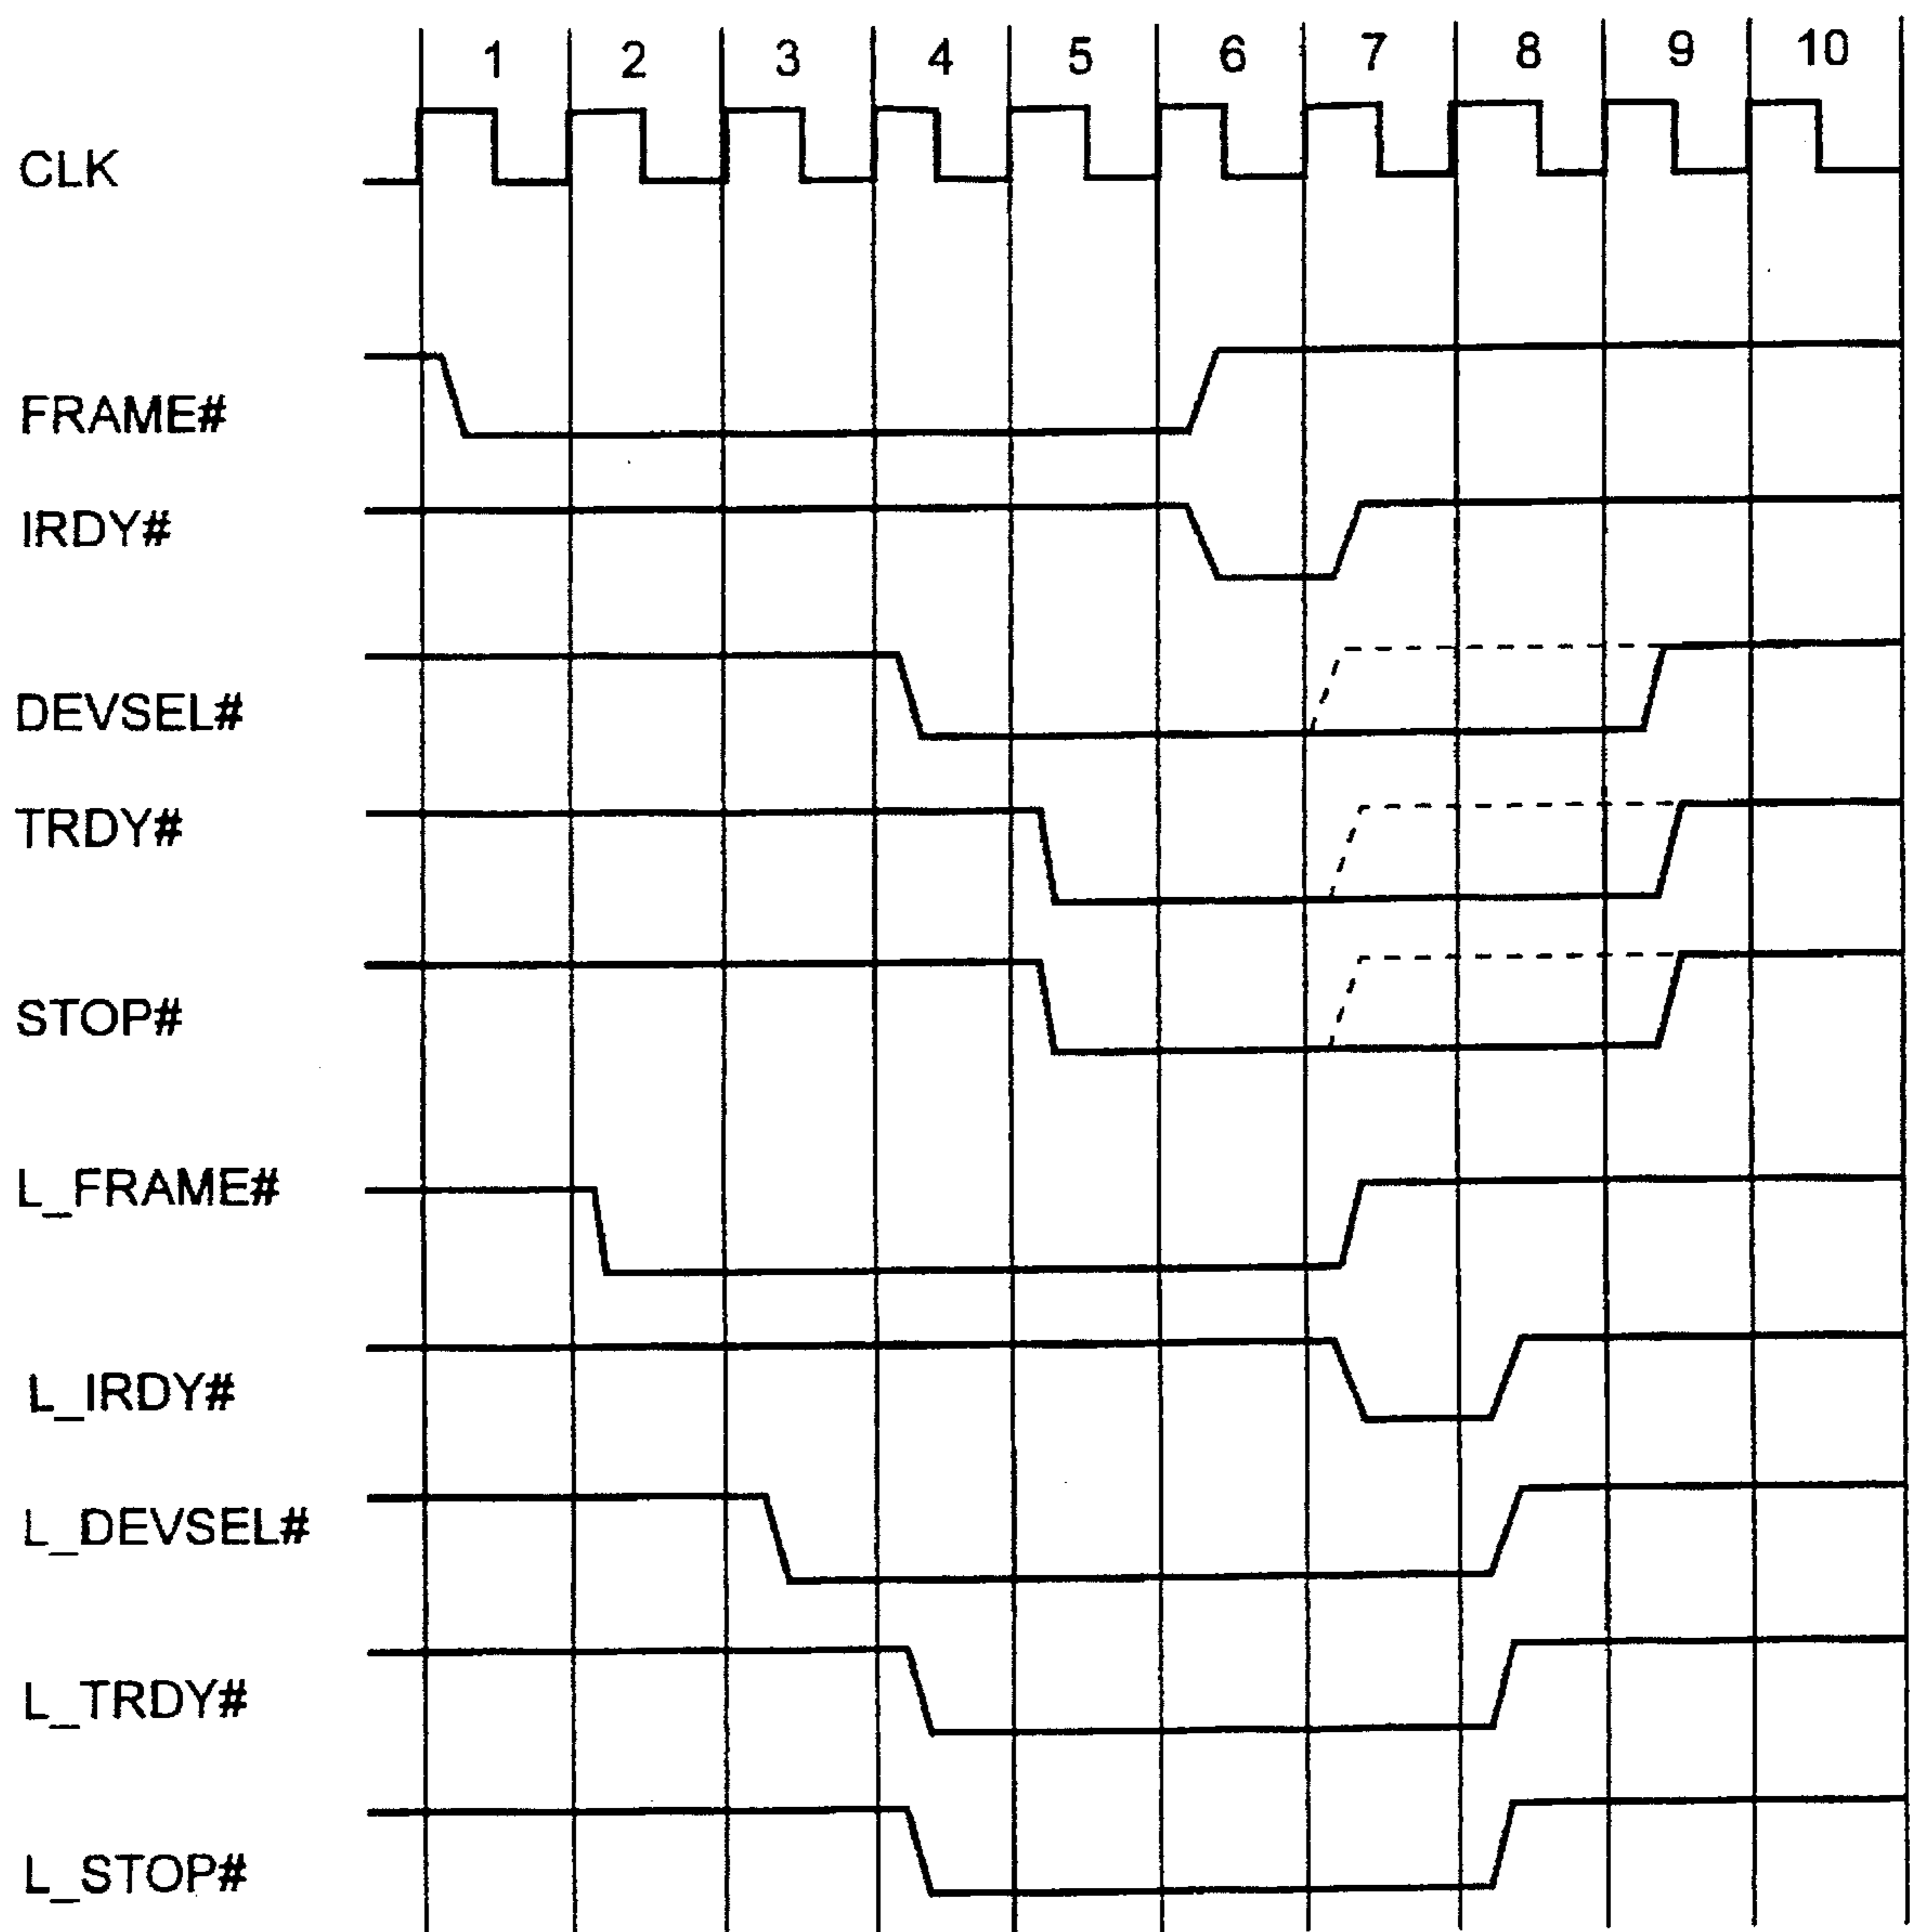 1 2 3 4 5 6 7 8 9 10
CLK
FRAME#
IRDY#
DEVSEL#
TRDY#
STOP#
L_FRAME#
L_IRDY#
L_DEVSEL#
L_TRDY#
L_STOP#